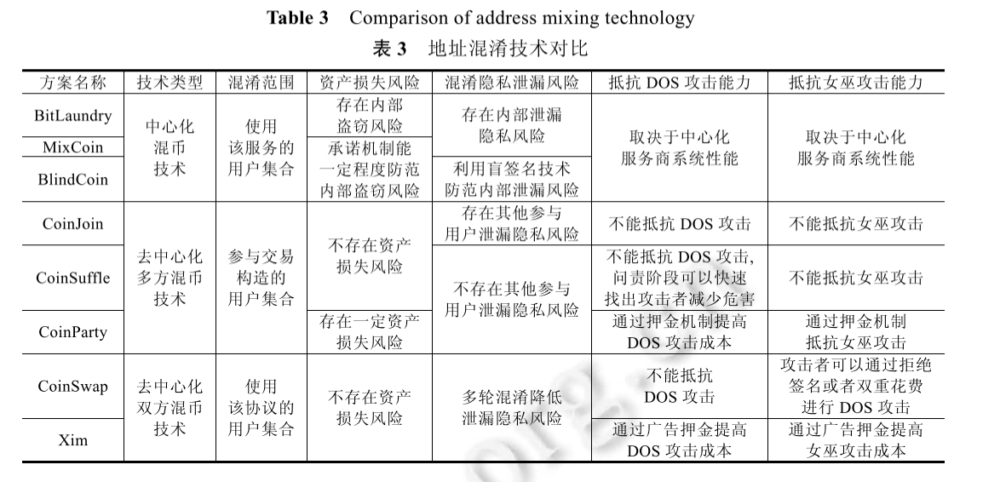 Table 3 Comparison of address mixing technology
表 3 地址混淆技术对比
方案名称 技术类型 混淆范围 资产损失风险 混淆隐私泄漏风险 抵抗 DOS 攻击能力 抵抗女巫攻击能力
BitLaundry
MixCoin
BlindCoin
中心化
混币
技术
使用
该服务的
用户集合
存在内部
盗窃风险
承诺机制能
一定程度防范
内部盗窃风险
存在内部泄漏
隐私风险
利用盲签名技术
防范内部泄漏风险
取决于中心化
服务商系统性能
取决于中心化
服务商系统性能
CoinJoin
CoinSuffle
CoinParty
去中心化
多方混币
技术
参与交易
构造的
用户集合
不存在资产
损失风险
存在一定资产
损失风险
存在其他参与
用户泄漏隐私风险
不存在其他参与
用户泄漏隐私风险
不能抵抗 DOS 攻击
不能抵抗 DOS 攻击,
问责阶段可以快速
找出攻击者减少危害
通过押金机制提高
DOS 攻击成本
不能抵抗女巫攻击
不能抵抗女巫攻击
通过押金机制
抵抗女巫攻击
CoinSwap
Xim
去中心化
双方混币
技术
使用
该协议的
用户集合
不存在资产
损失风险
多轮混淆降低
泄漏隐私风险
不能抵抗
DOS 攻击
通过广告押金提高
DOS 攻击成本
攻击者可以通过拒绝
签名或者双重花费
进行 DOS 攻击
通过广告押金提高
女巫攻击成本
org.cn